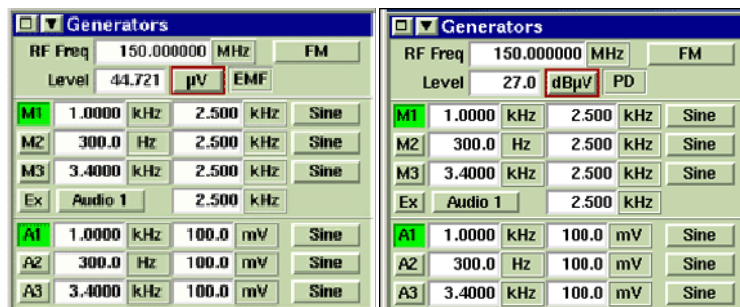 Generators
RF Freq 150.000000 MHz FM
Level 44.721 µV EMF
M1 1.0000 kHz 2.500 kHz Sine
M2 300.0 Hz 2.500 kHz Sine
M3 3.4000 kHz 2.500 kHz Sine
Ex Audio 1 2.500 kHz
A1 1.0000 kHz 100.0 mV Sine
A2 300.0 Hz 100.0 mV Sine
A3 3.4000 kHz 100.0 mV Sine
Generators
RF Freq 150.000000 MHz FM
Level 27.0 dBµV PD
M1 1.0000 kHz 2.500 kHz Sine
M2 300.0 Hz 2.500 kHz Sine
M3 3.4000 kHz 2.500 kHz Sine
Ex Audio 1 2.500 kHz
A1 1.0000 kHz 100.0 mV Sine
A2 300.0 Hz 100.0 mV Sine
A3 3.4000 kHz 100.0 mV Sine